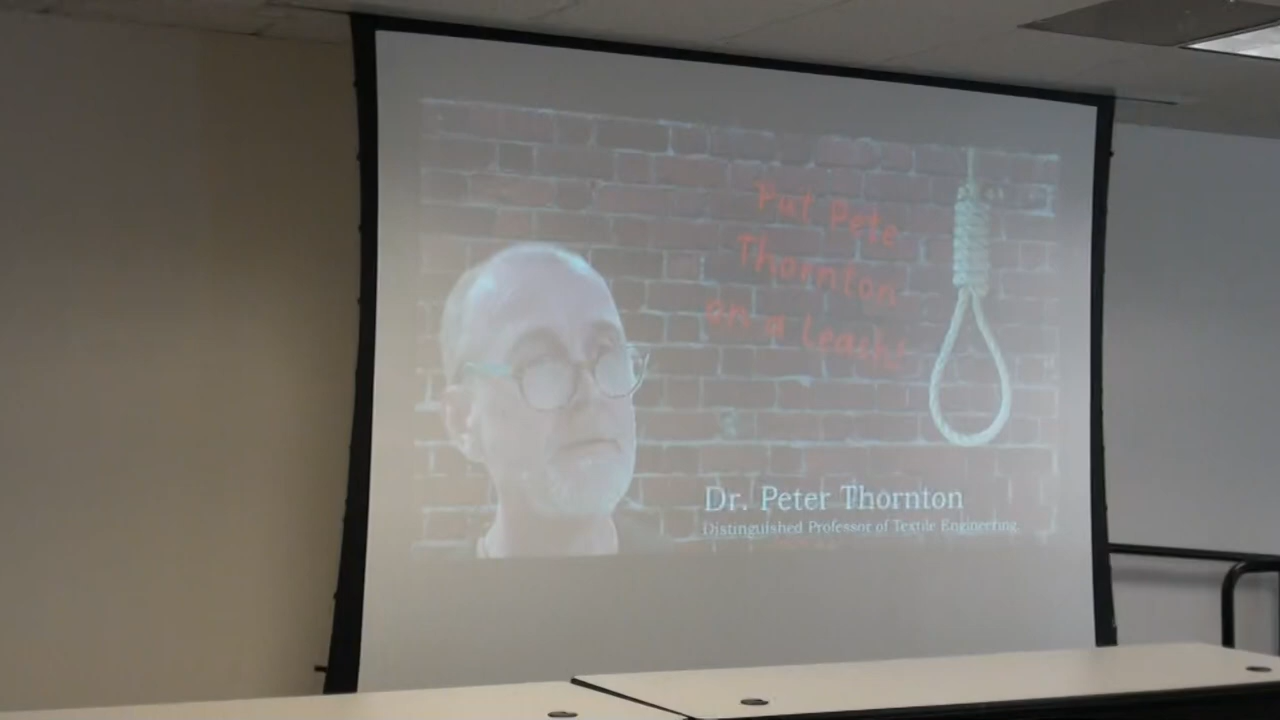 Put Pete
Thornton
on a Leash!
Dr. Peter Thornton
Distinguished Professor of Textile Engineering.